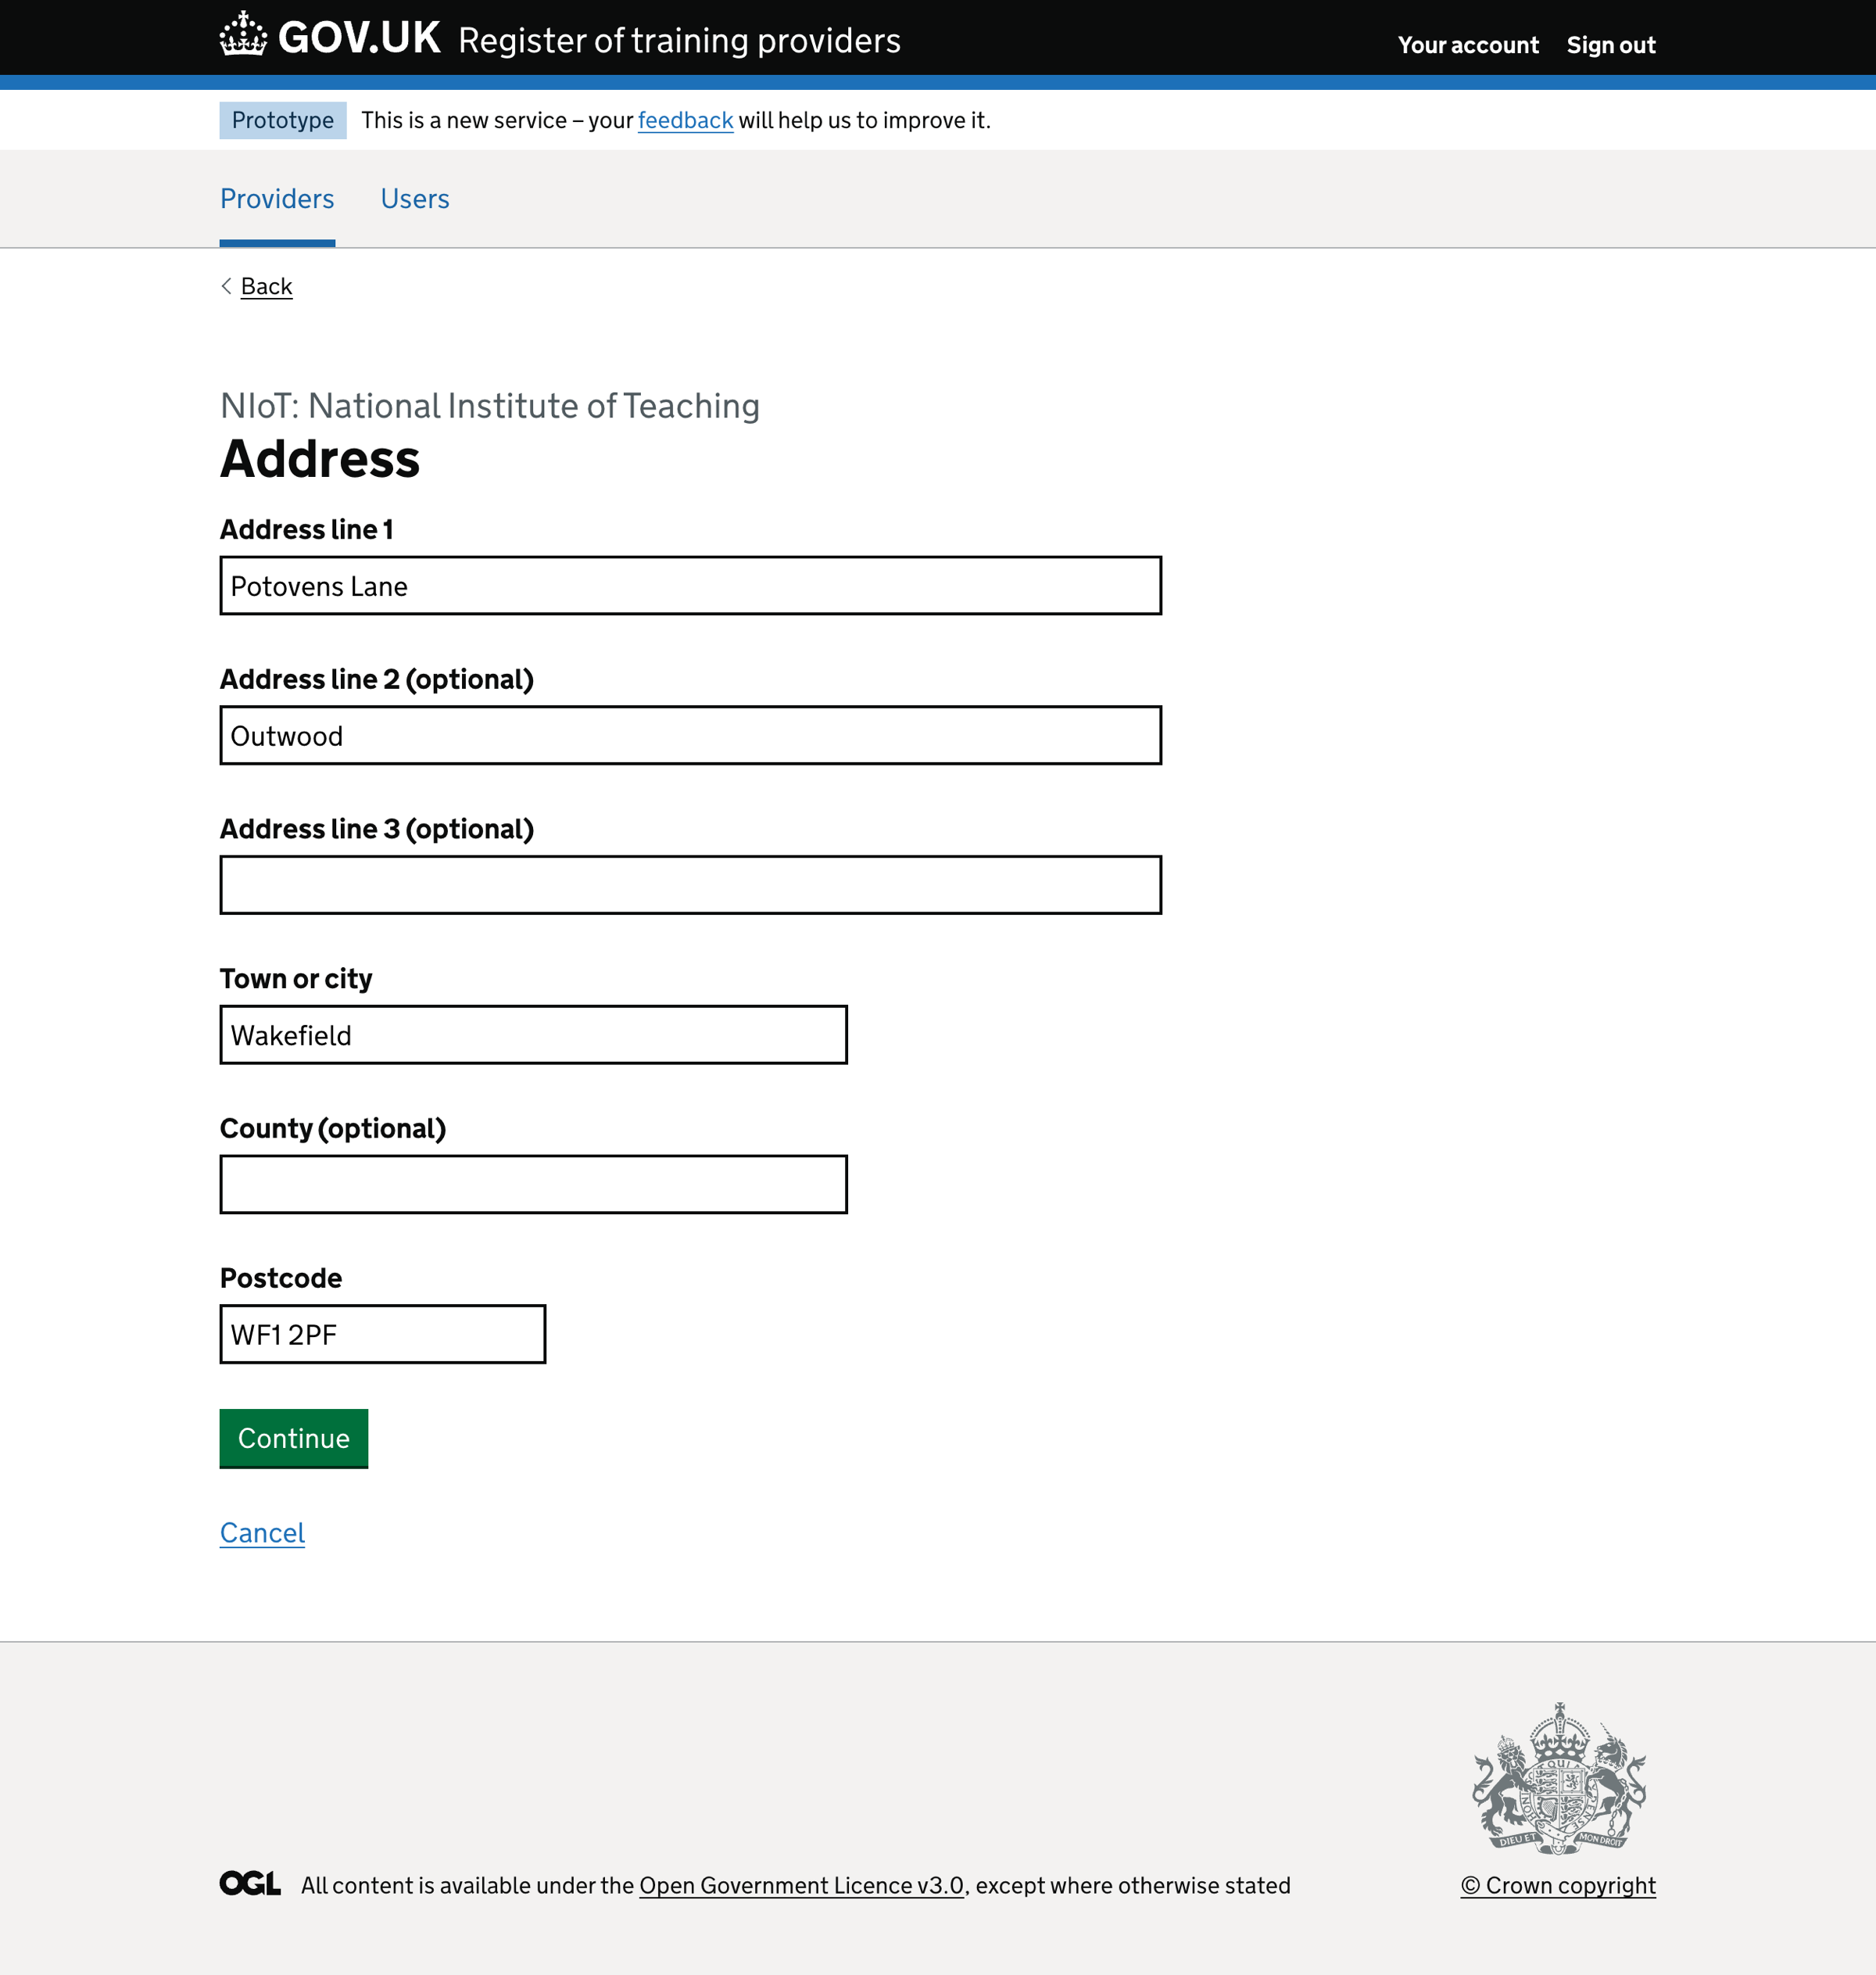 GOV.UK Register of training providers
Your account Sign out
Prototype This is a new service – your feedback will help us to improve it.
Providers Users
Back
NIoT: National Institute of Teaching
Address
Address line 1
Potovens Lane
Address line 2 (optional)
Outwood
Address line 3 (optional)
Town or city
Wakefield
County (optional)
Postcode
WF1 2PF
Continue
Cancel
DIEU ET MON DROIT
OGL All content is available under the Open Government Licence v3.0, except where otherwise stated
© Crown copyright